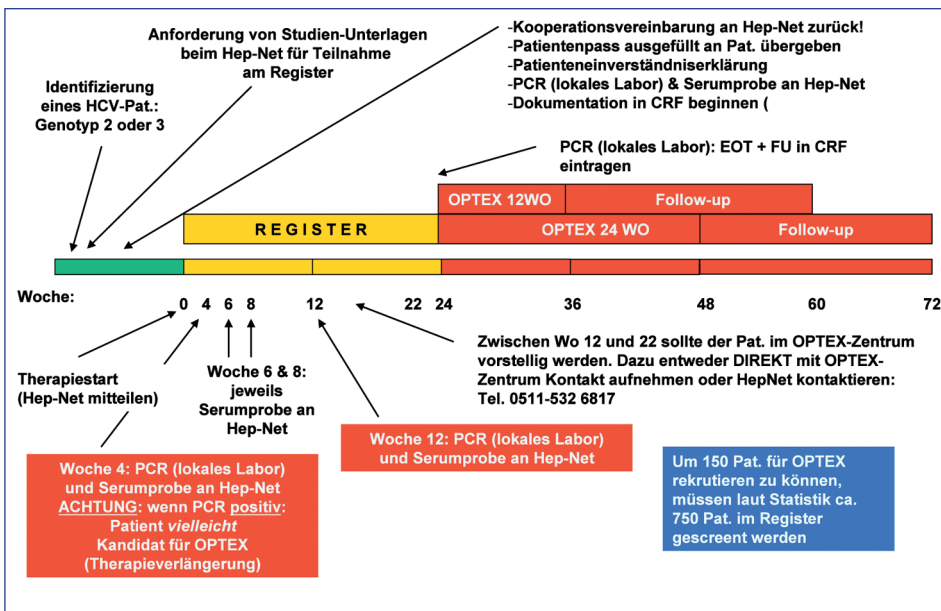 Anforderung von Studien-Unterlagen
beim Hep-Net für Teilnahme
am Register
-Kooperationsvereinbarung an Hep-Net zurück!
-Patientenpass ausgefüllt an Pat. übergeben
-Patienteneinverständniserklärung
-PCR (lokales Labor) & Serumprobe an Hep-Net
-Dokumentation in CRF beginnen (
Identifizierung
eines HCV-Pat.:
Genotyp 2 oder 3
PCR (lokales Labor): EOT + FU in CRF
eintragen
OPTEX 12WO
Follow-up
REGISTER
OPTEX 24 WO
Follow-up
Woche:
0 4 6 8 12 22 24 36 48 60 72
Therapiestart
(Hep-Net mitteilen)
Woche 6 & 8:
jeweils
Serumprobe an
Hep-Net
Zwischen Wo 12 und 22 sollte der Pat. im OPTEX-Zentrum
vorstellig werden. Dazu entweder DIREKT mit OPTEX-
Zentrum Kontakt aufnehmen oder HepNet kontaktieren:
Tel. 0511-532 6817
Woche 4: PCR (lokales Labor)
und Serumprobe an Hep-Net
ACHTUNG: wenn PCR positiv:
Patient vielleicht
Kandidat für OPTEX
(Therapieverlängerung)
Woche 12: PCR (lokales Labor)
und Serumprobe an Hep-Net
Um 150 Pat. für OPTEX
rekrutieren zu können,
müssen laut Statistik ca.
750 Pat. im Register
gescreent werden